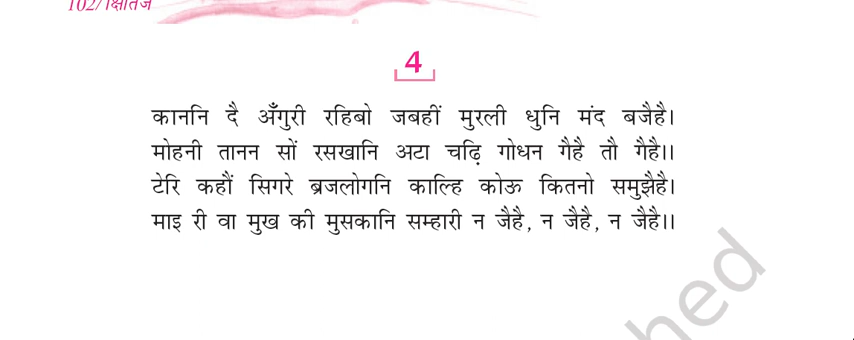 102/क्षितिज
4
काननि दै अँगुरी रहिबो जबहीं मुरली धुनि मंद बजैहै।
मोहनी तानन सों रसखानि अटा चढ़ि गोधन गैहै तौ गैहै।।
टेरि कहौं सिगरे ब्रजलोगनि काल्हि कोऊ कितनो समुझैहै।
माइ री वा मुख की मुसकानि सम्हारी न जैहै, न जैहै, न जैहै।।